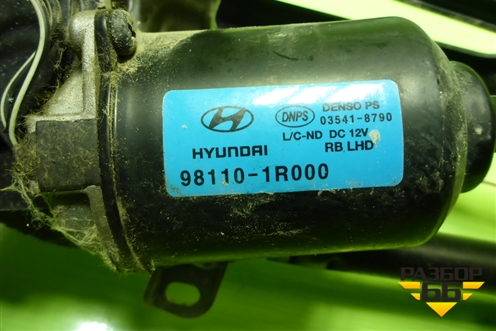 HYUNDAI
98110-1R000
DNPS
DENSO PS
03541-8790
L/C-ND DC 12V
RB LHD
РАЗБОР
66